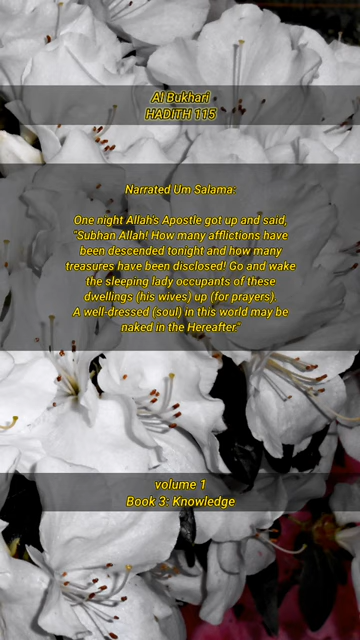 Al Bukhari
HADITH 115
Narrated Um Salama:
One night Allah's Apostle got up and said,
"Subhan Allah! How many afflictions have
been descended tonight and how many
treasures have been disclosed! Go and wake
the sleeping lady occupants of these
dwellings (his wives) up (for prayers).
A well-dressed (soul) in this world may be
naked in the Hereafter."
volume 1
Book 3: Knowledge